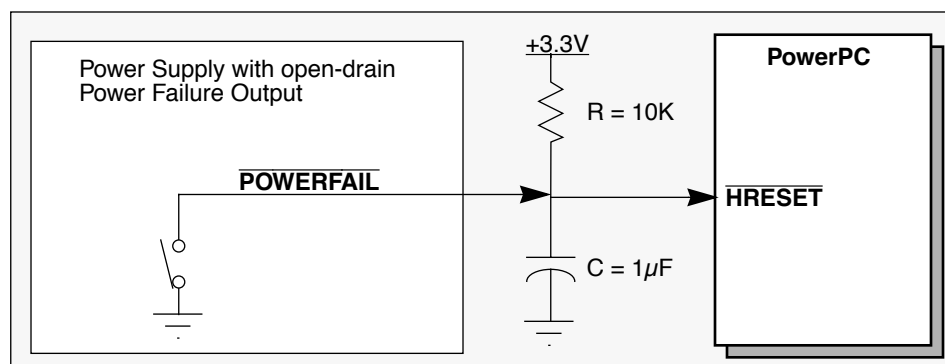 Power Supply with open-drain
Power Failure Output
POWERFAIL
+3.3V
R = 10K
C = 1µF
PowerPC
HRESET